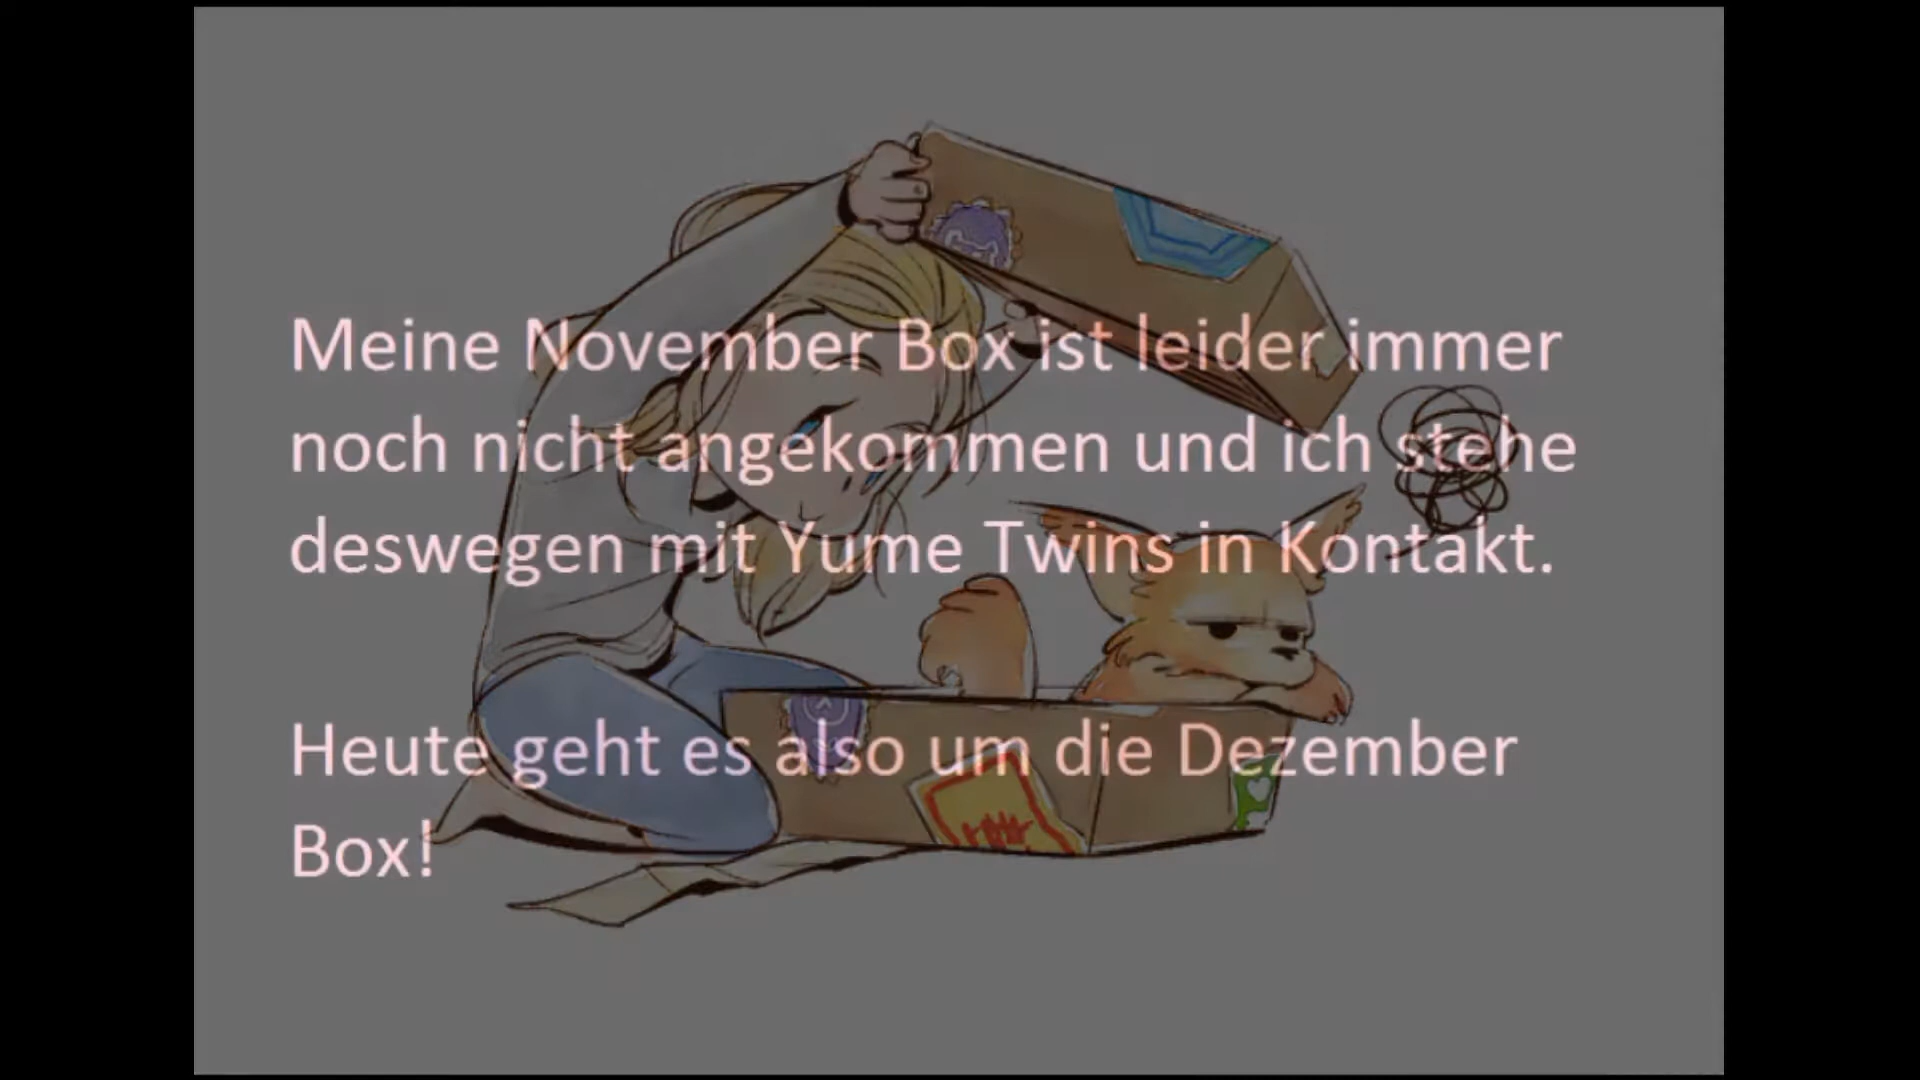 Meine November Box ist leider immer
noch nicht angekommen und ich stehe
deswegen mit Yume Twins in Kontakt.
Heute geht es also um die Dezember
Box!